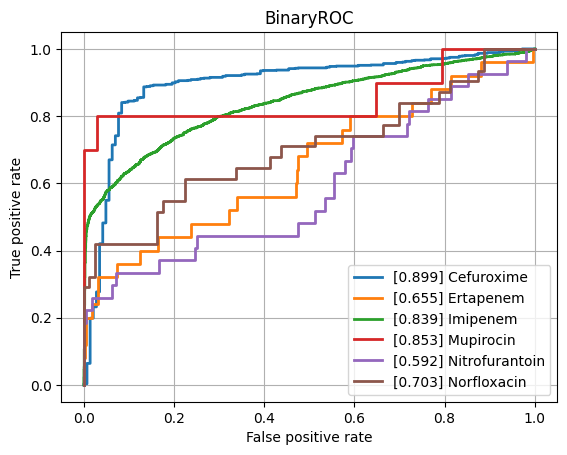 BinaryROC
True positive rate
1.0
0.8
0.6
0.4
0.2
0.0
[0.899] Cefuroxime
[0.655] Ertapenem
[0.839] Imipenem
[0.853] Mupirocin
[0.592] Nitrofurantoin
[0.703] Norfloxacin
0.0 0.2 0.4 0.6 0.8 1.0
False positive rate